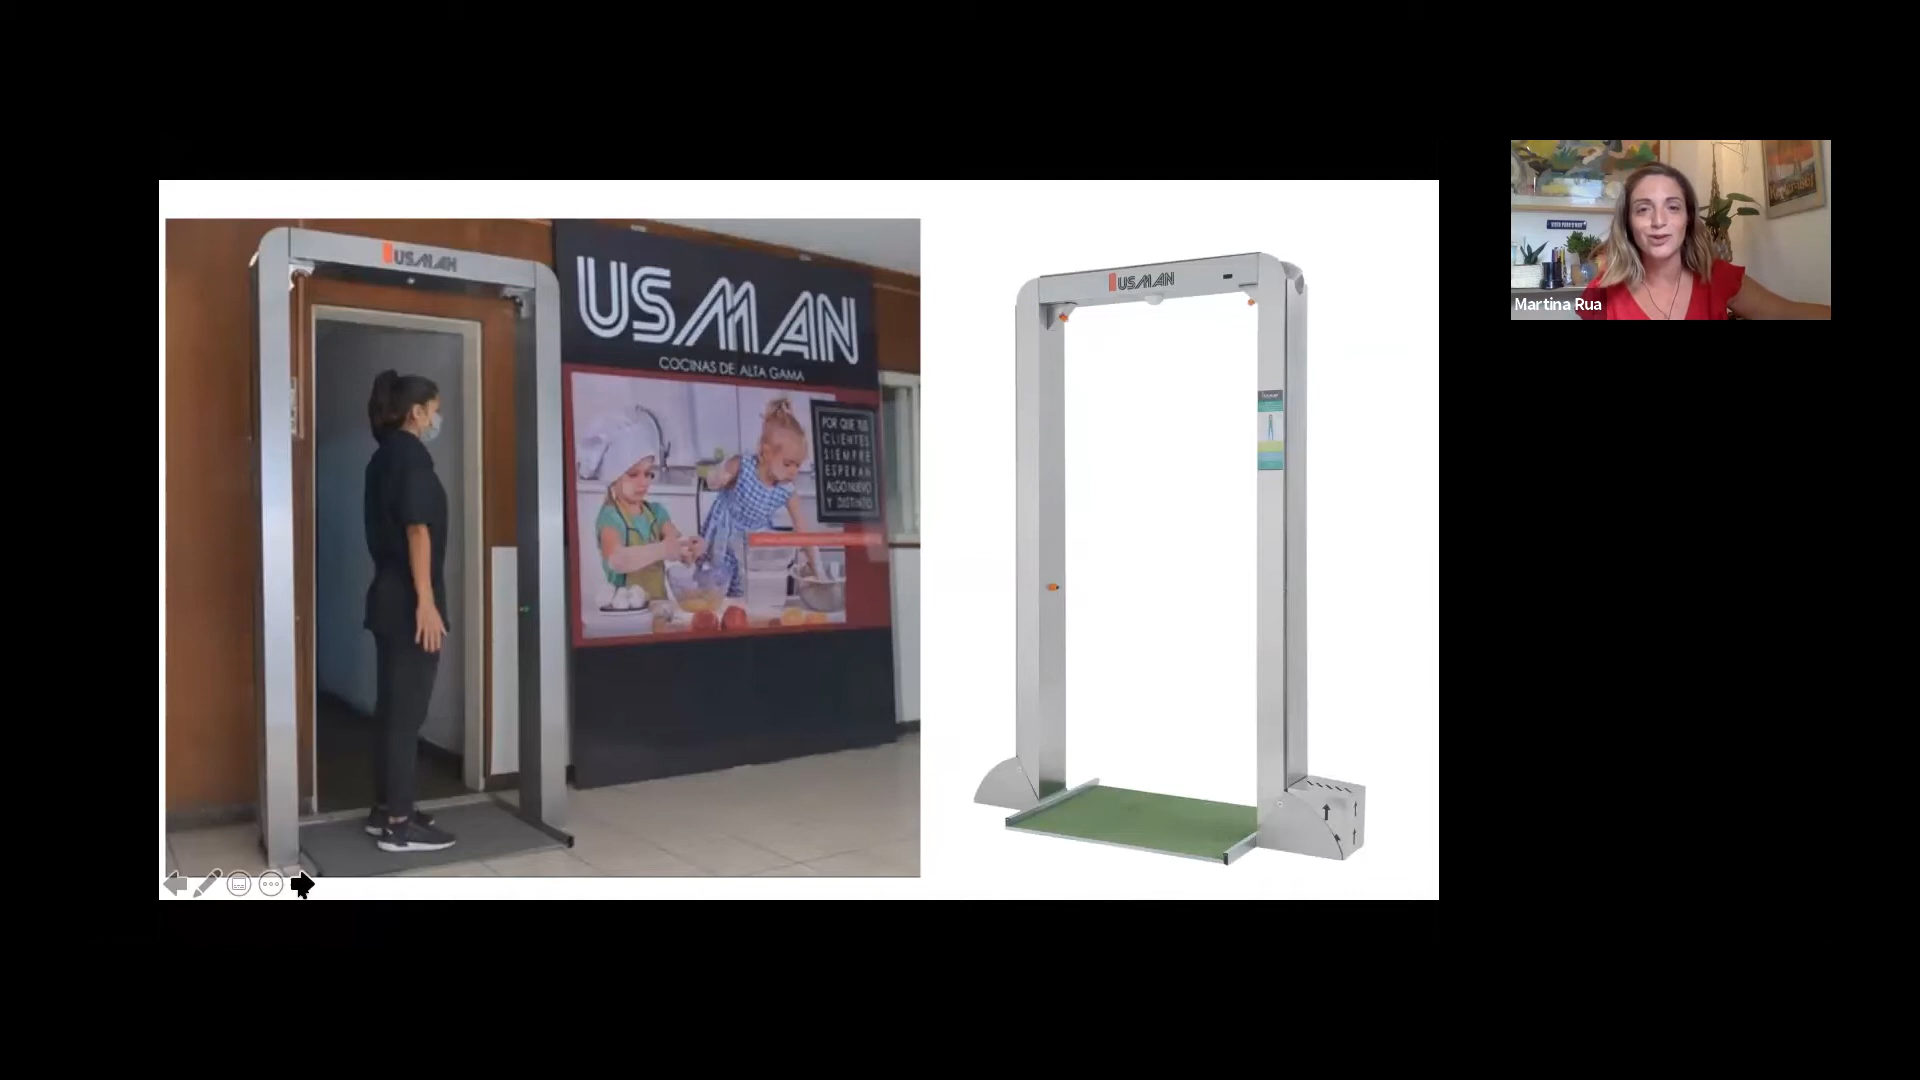 USMAN
USMAN
COCINAS DE ALTA GAMA
POR QUE TUS
CLIENTES
SIEMPRE
ESPERAN
ALGO NUEVO
Y DISTINTO
USMAN
Martina Rua